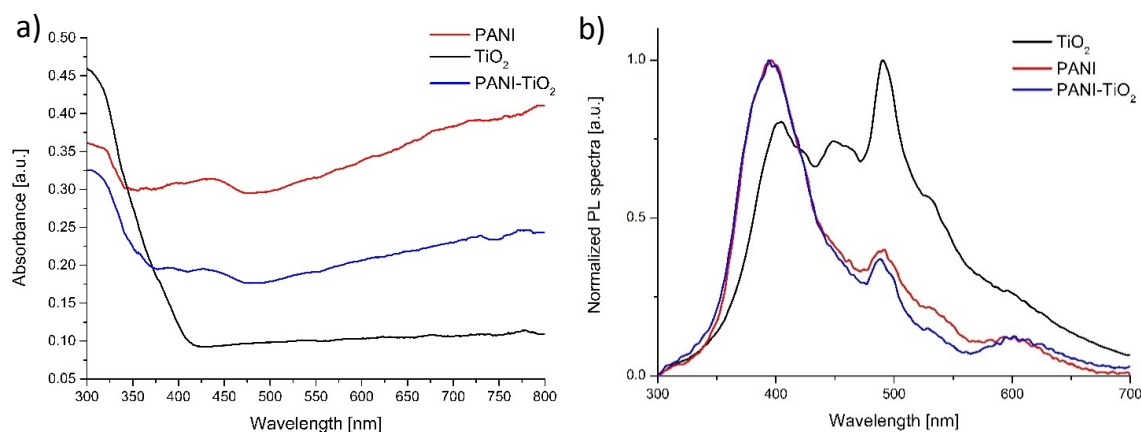 a)
PANI
TiO₂
PANI-TiO₂
0.50
0.45
0.40
0.35
0.30
0.25
0.20
0.15
0.10
0.05
Absorbance [a.u.]
300 350 400 450 500 550 600 650 700 750 800
Wavelength [nm]
b)
TiO₂
PANI
PANI-TiO₂
1.0
0.5
0.0
Normalized PL spectra [a.u.]
300 400 500 600 700
Wavelength [nm]